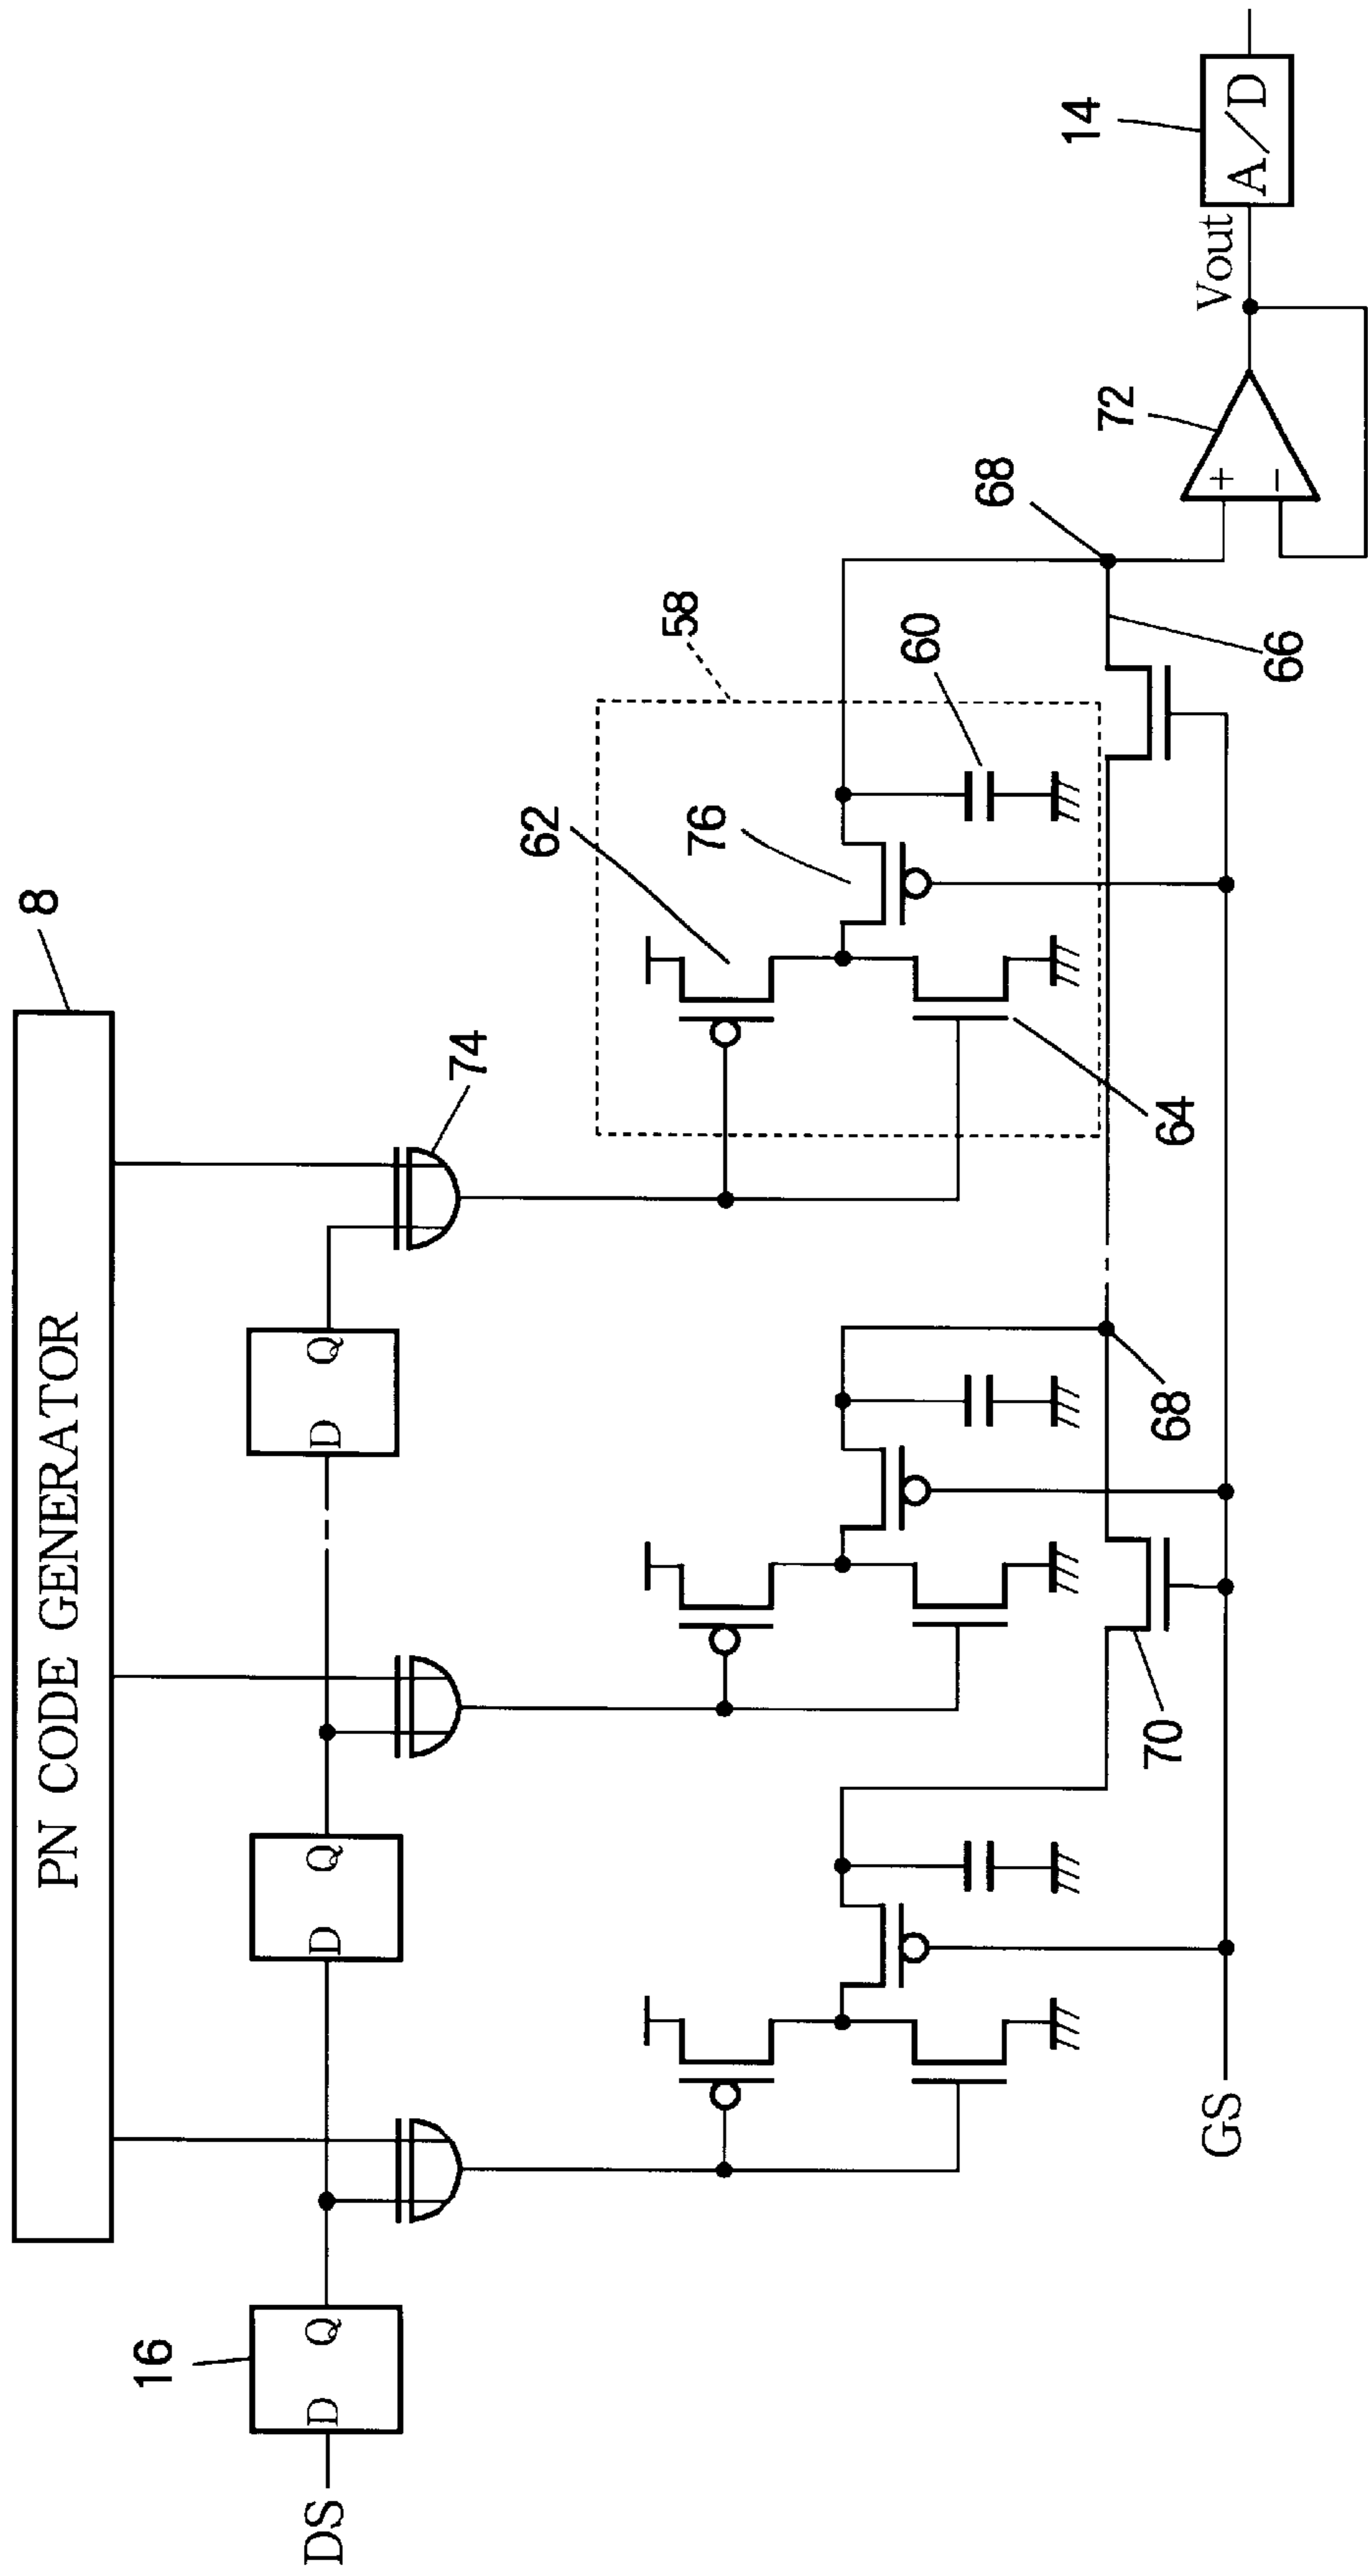 PN CODE GENERATOR
8
16
DS
D Q
D Q
D Q
74
62
58
76
60
64
68
66
68
70
GS
72
+
−
Vout
14
A/D